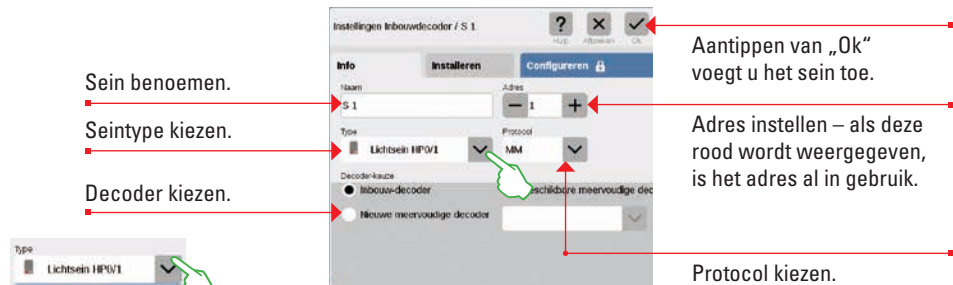 Instellingen Inbouwdecoder / S 1
Hulp
Afbreken
Ok
Aantippen van „Ok“
voegt u het sein toe.
Info
Installeren
Configureren
Sein benoemen.
Naam
S 1
Adres
1
Adres instellen – als deze
rood wordt weergegeven,
is het adres al in gebruik.
Seintype kiezen.
Type
Lichtsein HP0/1
Protocol
MM
Decoder kiezen.
Decoder-keuze
Inbouw-decoder
eschikbare meervoudige dec
Nieuwe meervoudige decoder
Protocol kiezen.
Type
Lichtsein HP0/1